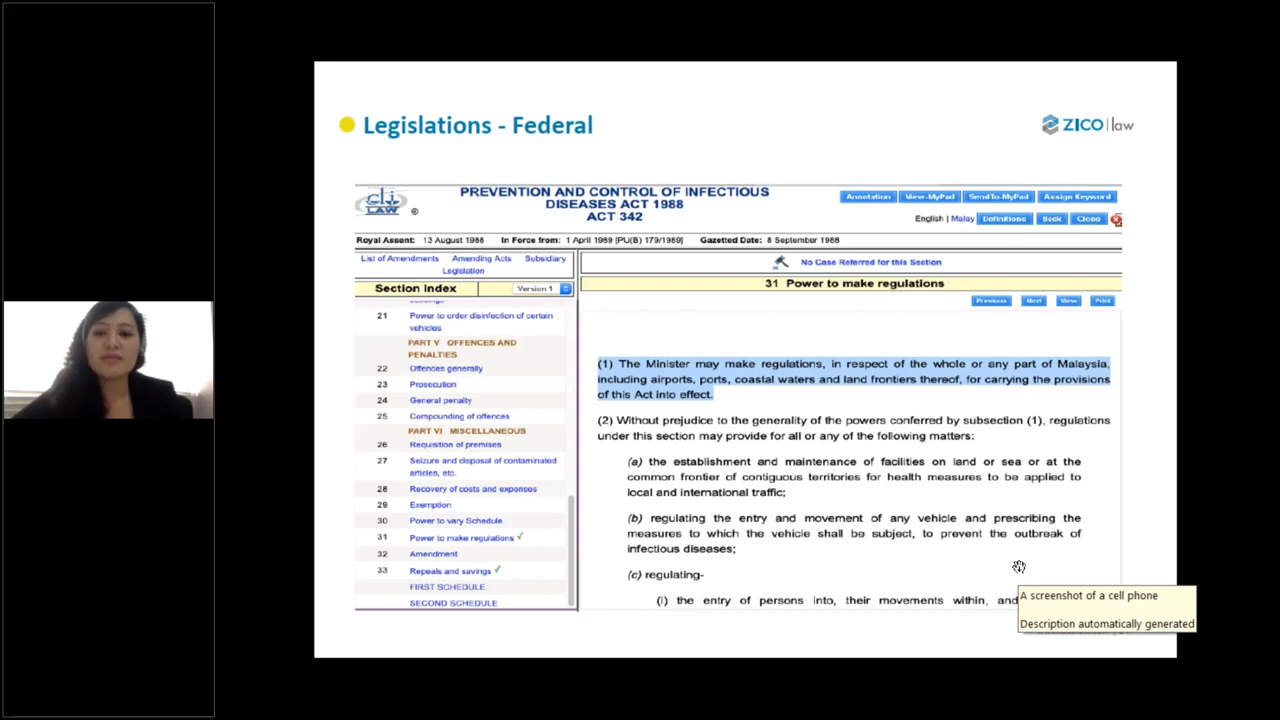 Legislations - Federal
ZICO law
CLJ
LAW ®
PREVENTION AND CONTROL OF INFECTIOUS
DISEASES ACT 1988
ACT 342
Annotation View-MyPad SendTo-MyPad Assign Keyword
English | Malay Definitions Back Close
Royal Assent: 13 August 1988 In Force from: 1 April 1989 [PU(B) 179/1989] Gazetted Date: 8 September 1988
List of Amendments Amending Acts Subsidiary
Legislation
Section Index Version 1
21 Power to order disinfection of certain
vehicles
PART V OFFENCES AND
PENALTIES
22 Offences generally
23 Prosecution
24 General penalty
25 Compounding of offences
PART VI MISCELLANEOUS
26 Requisition of premises
27 Seizure and disposal of contaminated
articles, etc.
28 Recovery of costs and expenses
29 Exemption
30 Power to vary Schedule
31 Power to make regulations
32 Amendment
33 Repeals and savings
FIRST SCHEDULE
SECOND SCHEDULE
No Case Referred for this Section
31 Power to make regulations
Previous Next View Print
(1) The Minister may make regulations, in respect of the whole or any part of Malaysia,
including airports, ports, coastal waters and land frontiers thereof, for carrying the provisions
of this Act into effect.
(2) Without prejudice to the generality of the powers conferred by subsection (1), regulations
under this section may provide for all or any of the following matters:
(a) the establishment and maintenance of facilities on land or sea or at the
common frontier of contiguous territories for health measures to be applied to
local and international traffic;
(b) regulating the entry and movement of any vehicle and prescribing the
measures to which the vehicle shall be subject, to prevent the outbreak of
infectious diseases;
(c) regulating-
(i) the entry of persons into, their movements within, and
A screenshot of a cell phone
Description automatically generated